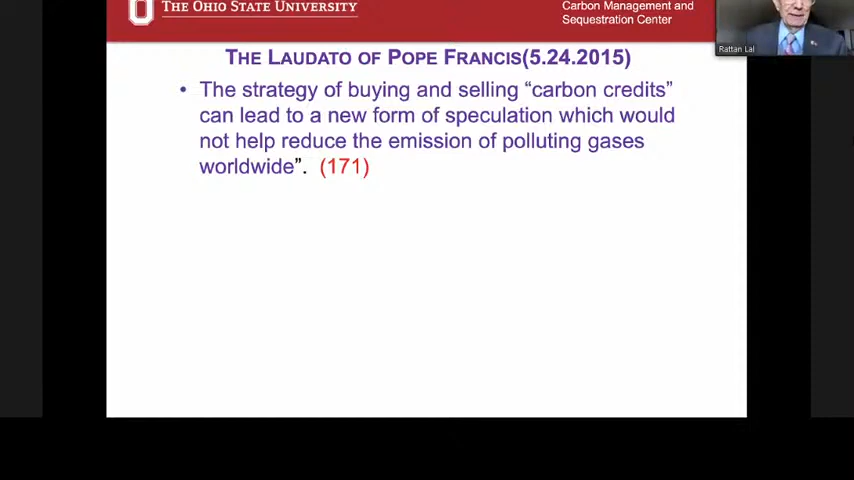 THE OHIO STATE UNIVERSITY
Carbon Management and
Sequestration Center
Rattan Lal
THE LAUDATO OF POPE FRANCIS(5.24.2015)
• The strategy of buying and selling “carbon credits”
can lead to a new form of speculation which would
not help reduce the emission of polluting gases
worldwide”. (171)